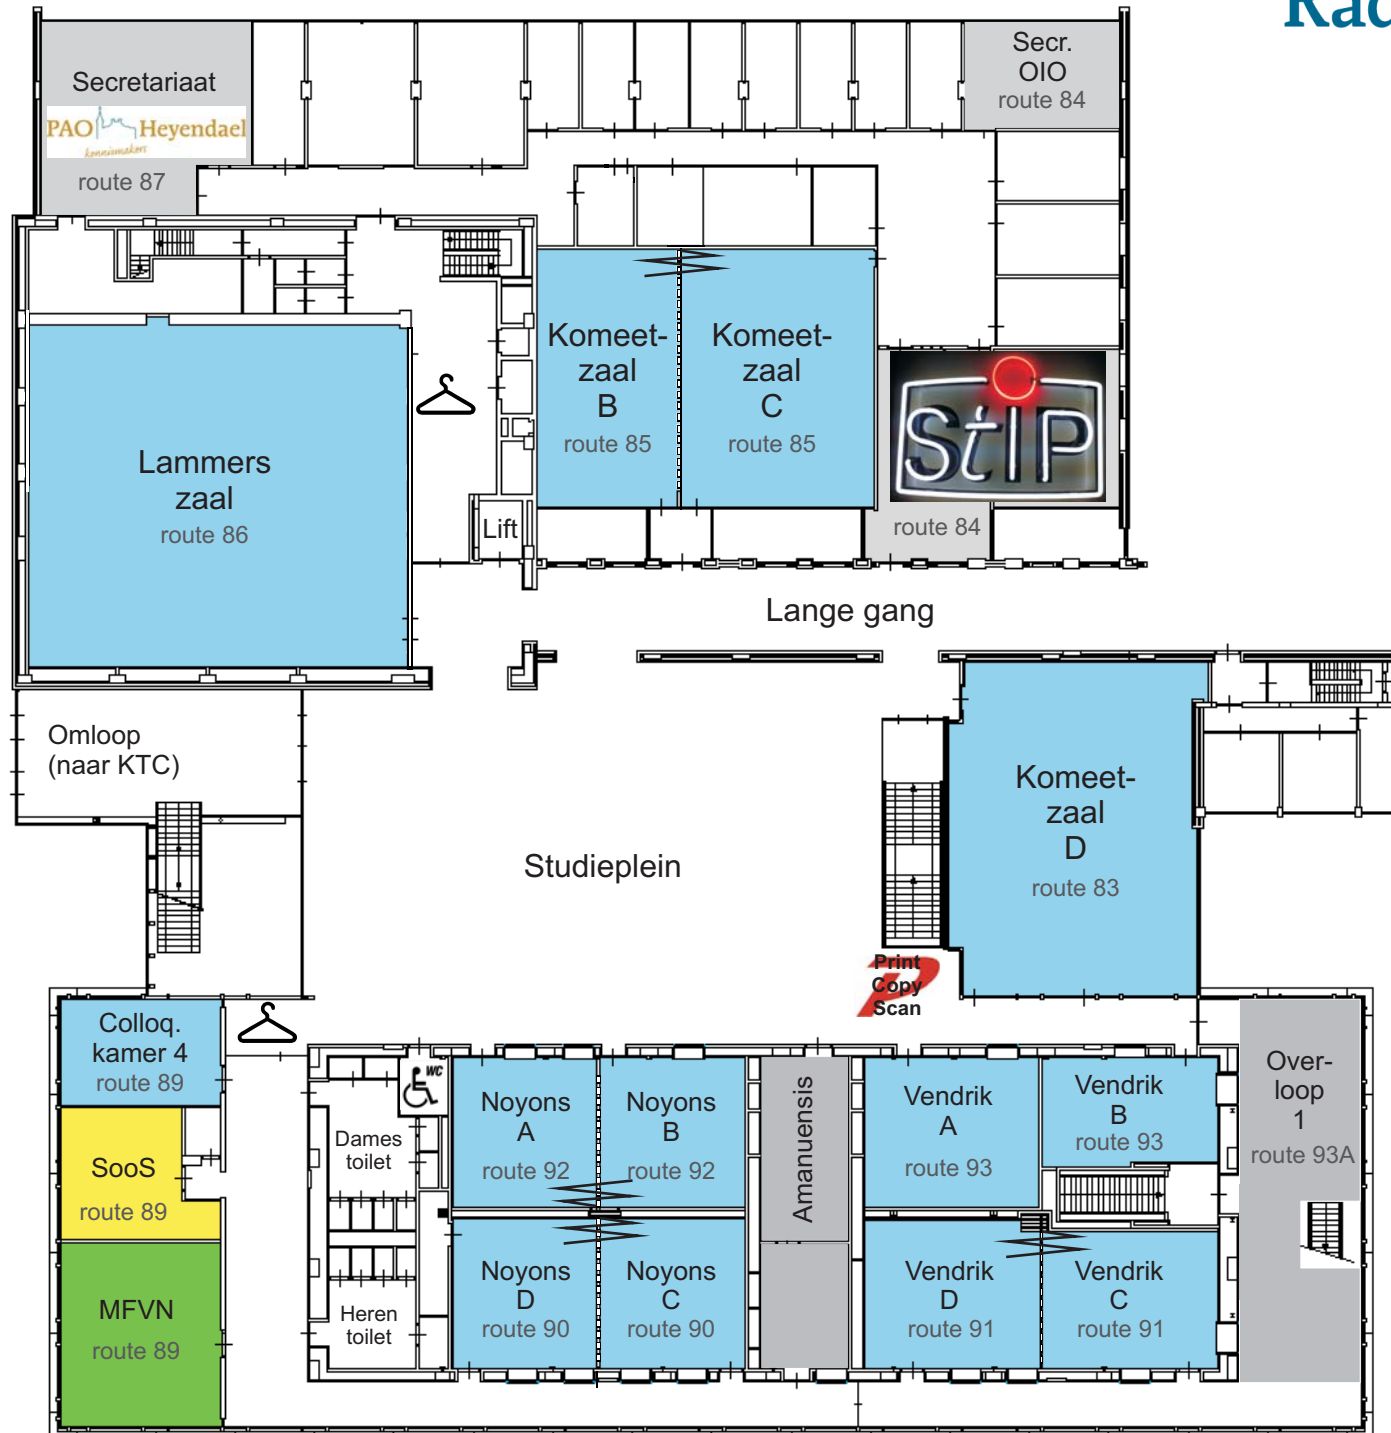 Rad
Secretariaat
PAO Heyendael
kennismakers
route 87
Secr.
OIO
route 84
Komeet-
zaal
B
route 85
Komeet-
zaal
C
route 85
StIP
route 84
Lammers
zaal
route 86
Lift
Lange gang
Omloop
(naar KTC)
Studieplein
Komeet-
zaal
D
route 83
Print
Copy
Scan
Colloq.
kamer 4
route 89
SooS
route 89
MFVN
route 89
WC
Dames
toilet
Heren
toilet
Noyons
A
route 92
Noyons
B
route 92
Noyons
D
route 90
Noyons
C
route 90
Amanuensis
Vendrik
A
route 93
Vendrik
B
route 93
Vendrik
D
route 91
Vendrik
C
route 91
Over-
loop
1
route 93A